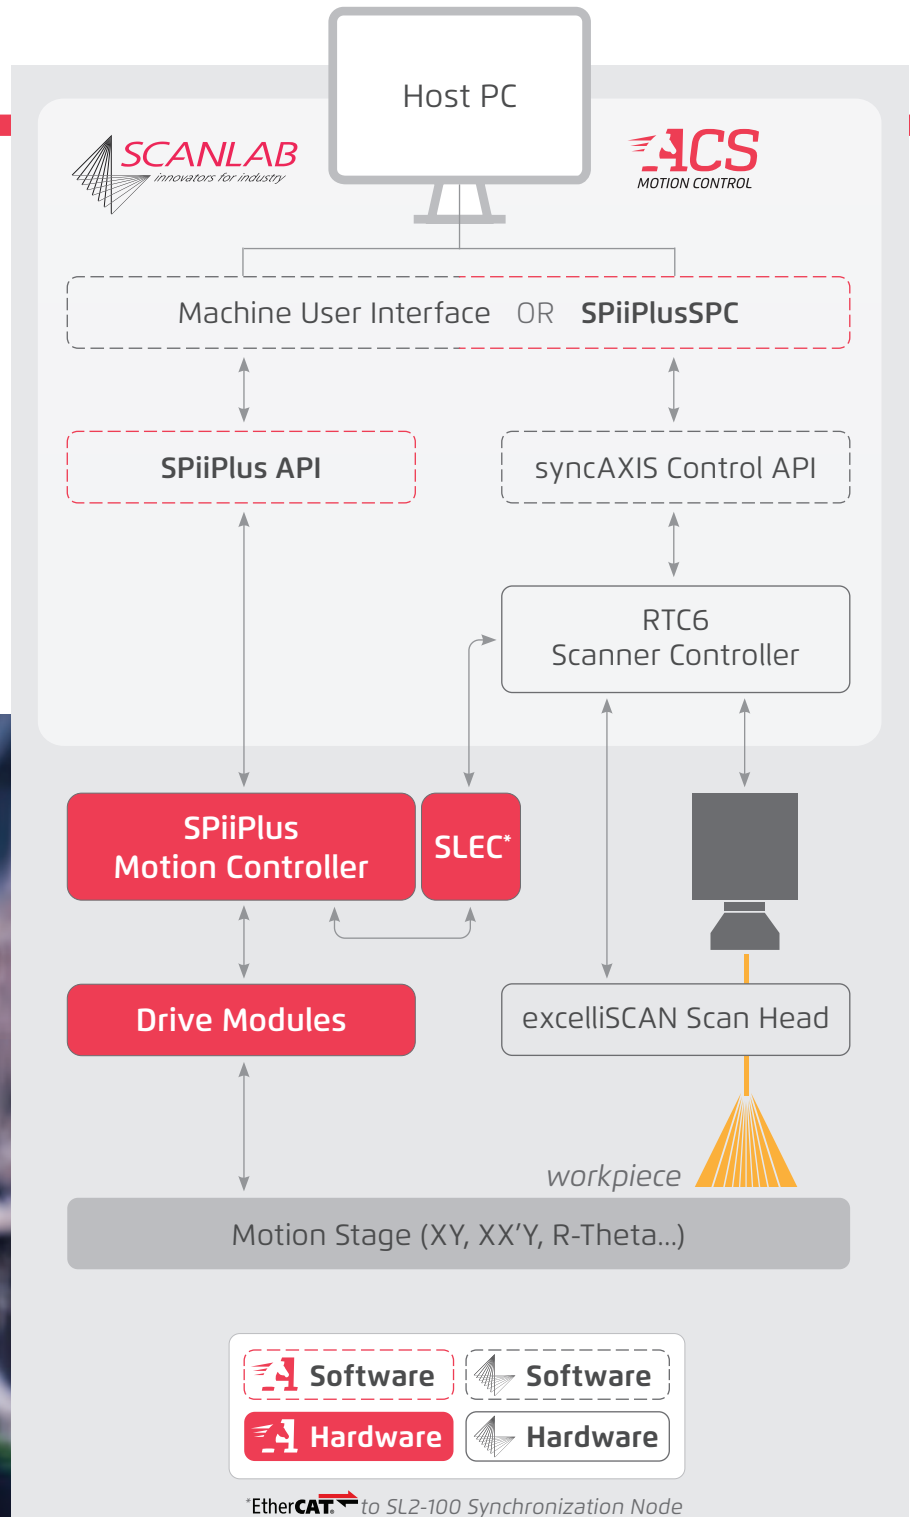 Host PC
SCANLAB
innovators for industry
ACS
MOTION CONTROL
Machine User Interface OR SPiiPlusSPC
SPiiPlus API
syncAXIS Control API
RTC6
Scanner Controller
SPiiPlus
Motion Controller
SLEC*
Drive Modules
excelliSCAN Scan Head
workpiece
Motion Stage (XY, XX’Y, R-Theta...)
Software
Software
Hardware
Hardware
*EtherCAT® to SL2-100 Synchronization Node